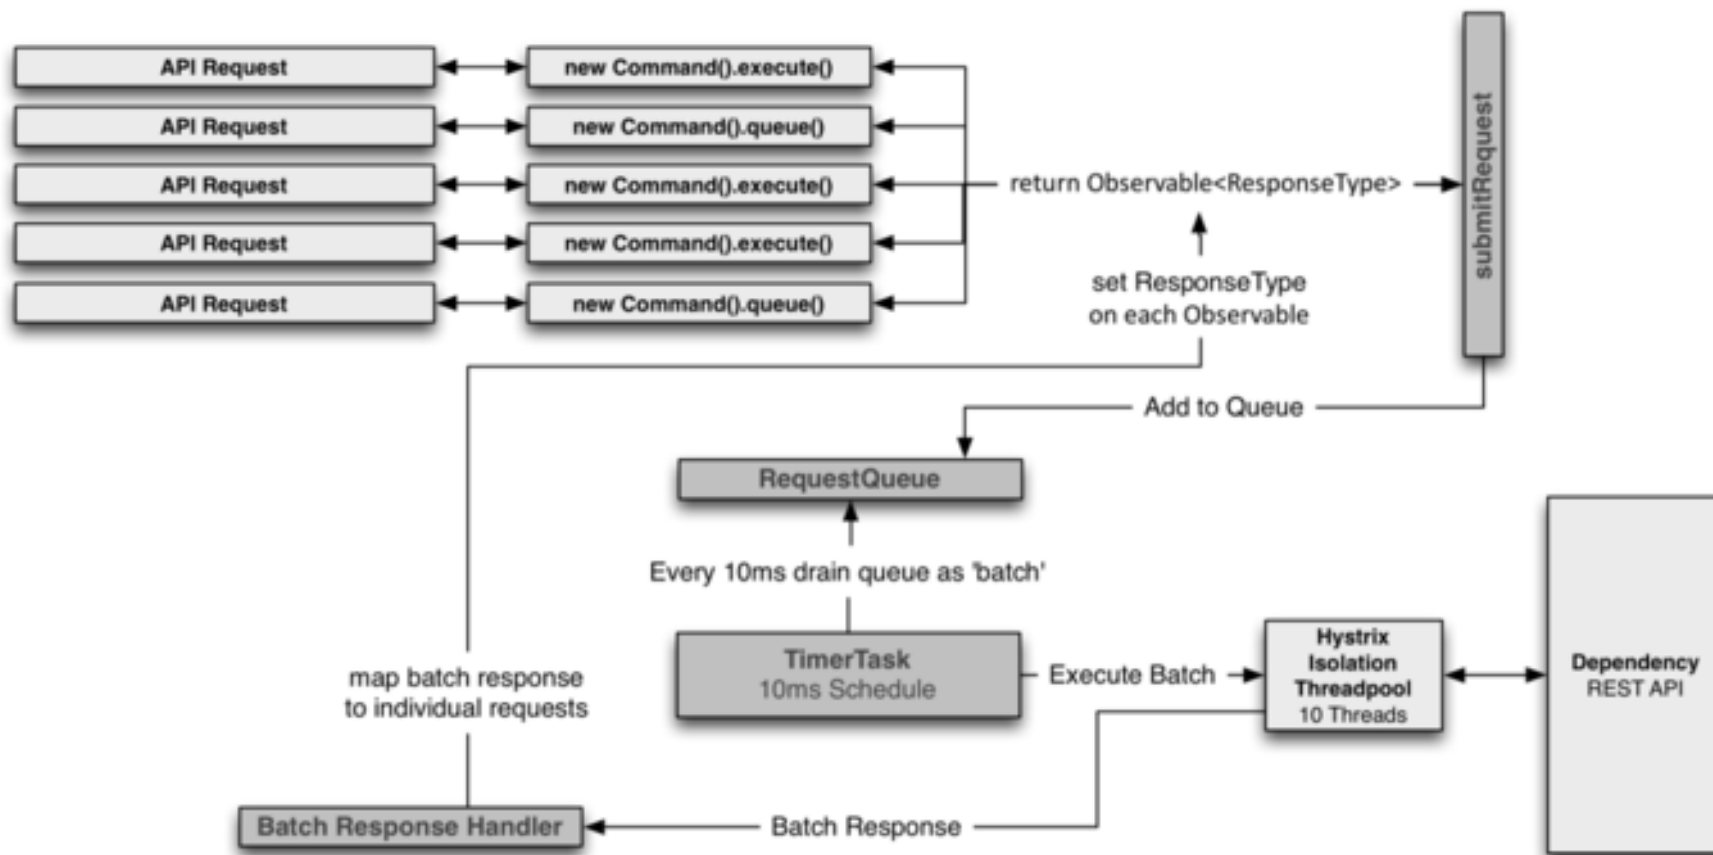 API Request
new Command().execute()
API Request
new Command().queue()
API Request
new Command().execute()
API Request
new Command().execute()
API Request
new Command().queue()
return Observable<ResponseType>
submitRequest
set ResponseType
on each Observable
Add to Queue
RequestQueue
Every 10ms drain queue as 'batch'
TimerTask
10ms Schedule
Execute Batch
Hystrix
Isolation
Threadpool
10 Threads
Dependency
REST API
map batch response
to individual requests
Batch Response Handler
Batch Response